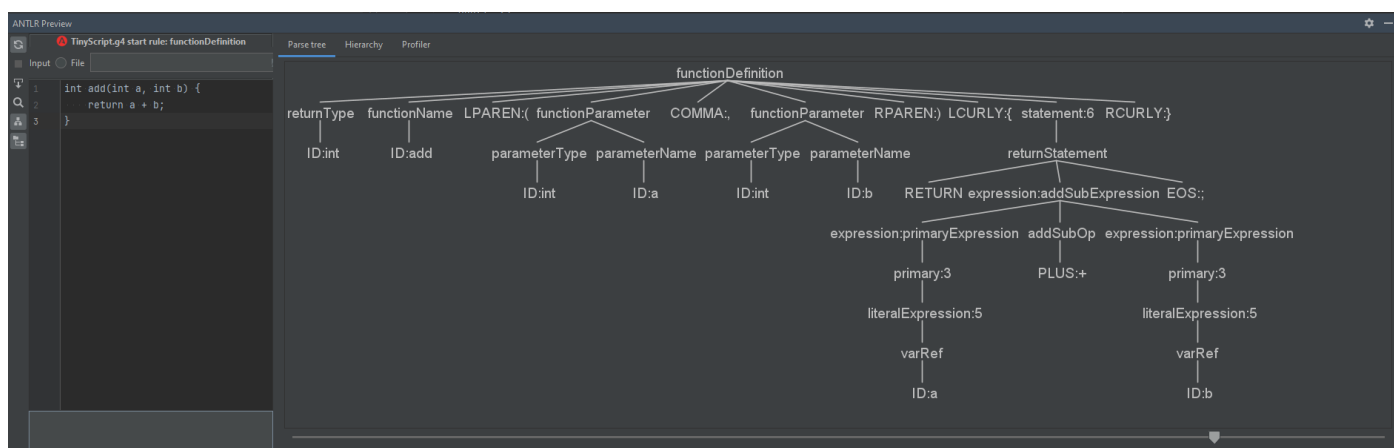 ANTLR Preview
TinyScript.g4 start rule: functionDefinition
Input File
1 int add(int a, int b) {
2 return a + b;
3 }
Parse tree Hierarchy Profiler
functionDefinition
returnType functionName LPAREN:( functionParameter COMMA:, functionParameter RPAREN:) LCURLY:{ statement:6 RCURLY:}
ID:int ID:add parameterType parameterName parameterType parameterName returnStatement
ID:int ID:a ID:int ID:b RETURN expression:addSubExpression EOS:;
expression:primaryExpression addSubOp expression:primaryExpression
primary:3 PLUS:+ primary:3
literalExpression:5 literalExpression:5
varRef varRef
ID:a ID:b